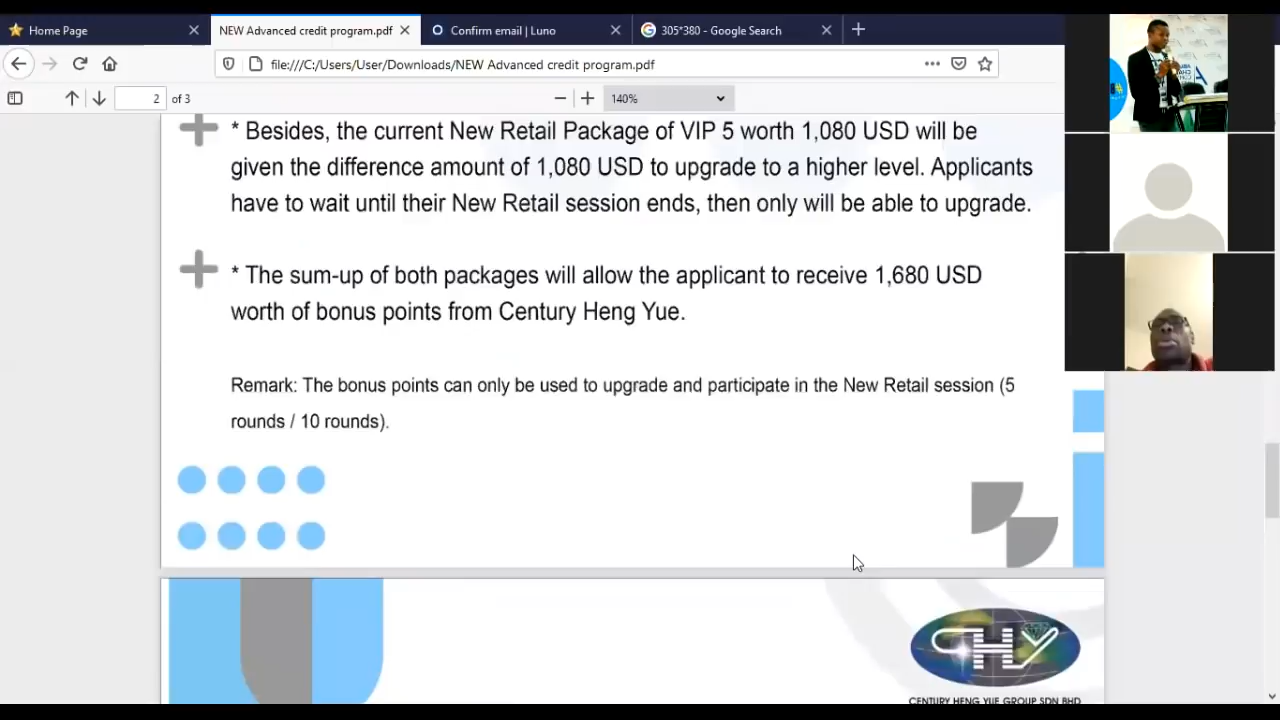 Home Page
NEW Advanced credit program.pdf
Confirm email | Luno
305*380 - Google Search
file:///C:/Users/User/Downloads/NEW Advanced credit program.pdf
2 of 3
140%
* Besides, the current New Retail Package of VIP 5 worth 1,080 USD will be
given the difference amount of 1,080 USD to upgrade to a higher level. Applicants
have to wait until their New Retail session ends, then only will be able to upgrade.
* The sum-up of both packages will allow the applicant to receive 1,680 USD
worth of bonus points from Century Heng Yue.
Remark: The bonus points can only be used to upgrade and participate in the New Retail session (5
rounds / 10 rounds).
CHY
CENTURY HENG YUE GROUP SDN BHD